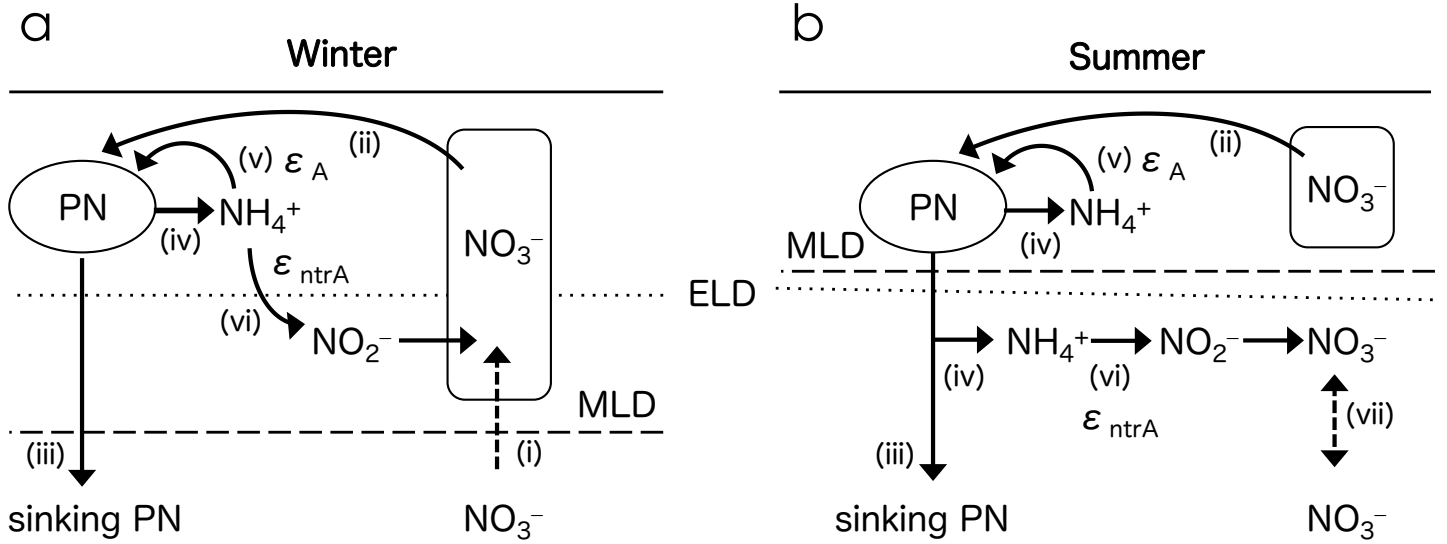 a
Winter
(ii)
(v) ε A
PN
NH₄⁺
(iv)
NO₃⁻
ε ntrA
(vi)
NO₂⁻
MLD
(iii)
(i)
sinking PN
NO₃⁻
ELD
b
Summer
(ii)
(v) ε A
PN
NH₄⁺
(iv)
NO₃⁻
MLD
NH₄⁺
NO₂⁻
NO₃⁻
(iv)
(vi)
ε ntrA
(vii)
(iii)
sinking PN
NO₃⁻